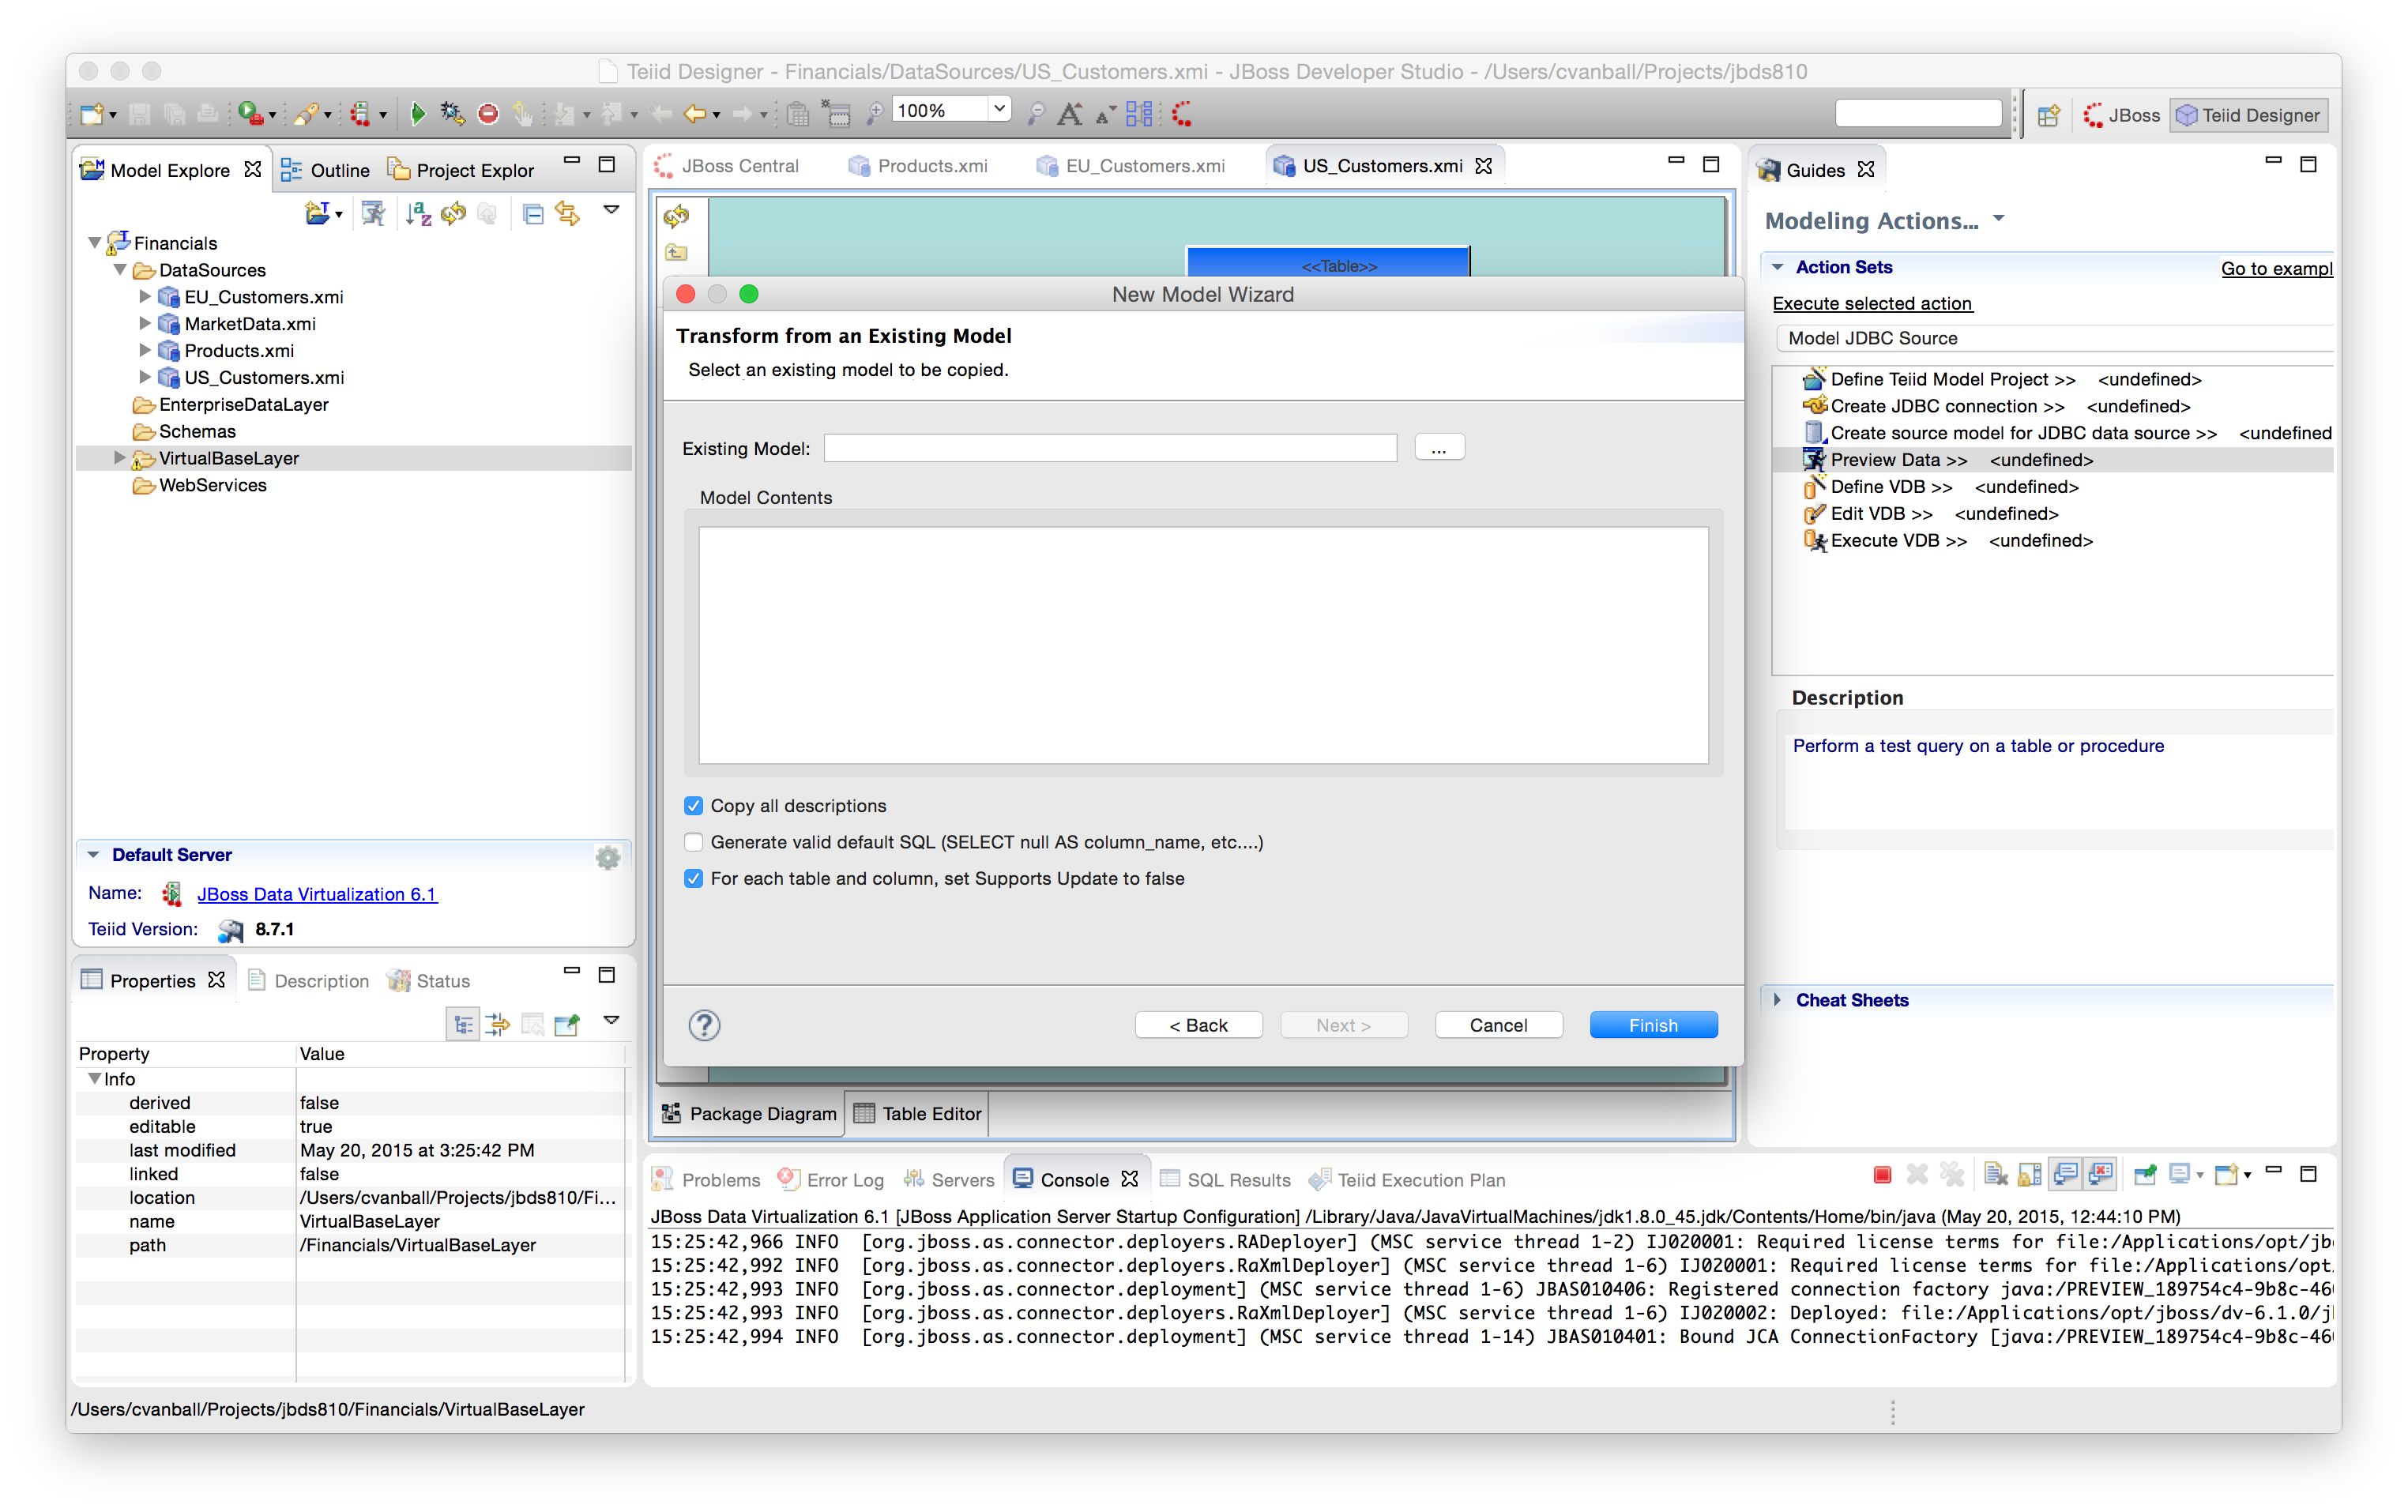 Teiid Designer - Financials/DataSources/US_Customers.xmi - JBoss Developer Studio - /Users/cvanball/Projects/jbds810
100%
JBoss
Teiid Designer
Model Explore
Outline
Project Explor
Financials
DataSources
EU_Customers.xmi
MarketData.xmi
Products.xmi
US_Customers.xmi
EnterpriseDataLayer
Schemas
VirtualBaseLayer
WebServices
Default Server
Name: JBoss Data Virtualization 6.1
Teiid Version: 8.7.1
Properties
Description
Status
Property Value
Info
derived false
editable true
last modified May 20, 2015 at 3:25:42 PM
linked false
location /Users/cvanball/Projects/jbds810/Fi...
name VirtualBaseLayer
path /Financials/VirtualBaseLayer
JBoss Central
Products.xmi
EU_Customers.xmi
US_Customers.xmi
<<Table>>
New Model Wizard
Transform from an Existing Model
Select an existing model to be copied.
Existing Model: ...
Model Contents
Copy all descriptions
Generate valid default SQL (SELECT null AS column_name, etc....)
For each table and column, set Supports Update to false
?
< Back
Next >
Cancel
Finish
Package Diagram
Table Editor
Guides
Modeling Actions...
Action Sets
Go to exampl
Execute selected action
Model JDBC Source
Define Teiid Model Project >> <undefined>
Create JDBC connection >> <undefined>
Create source model for JDBC data source >> <undefined
Preview Data >> <undefined>
Define VDB >> <undefined>
Edit VDB >> <undefined>
Execute VDB >> <undefined>
Description
Perform a test query on a table or procedure
Cheat Sheets
Problems
Error Log
Servers
Console
SQL Results
Teiid Execution Plan
JBoss Data Virtualization 6.1 [JBoss Application Server Startup Configuration] /Library/Java/JavaVirtualMachines/jdk1.8.0_45.jdk/Contents/Home/bin/java (May 20, 2015, 12:44:10 PM)
15:25:42,966 INFO [org.jboss.as.connector.deployers.RADeployer] (MSC service thread 1-2) IJ020001: Required license terms for file:/Applications/opt/jb
15:25:42,992 INFO [org.jboss.as.connector.deployers.RaXmlDeployer] (MSC service thread 1-6) IJ020001: Required license terms for file:/Applications/opt
15:25:42,993 INFO [org.jboss.as.connector.deployment] (MSC service thread 1-6) JBAS010406: Registered connection factory java:/PREVIEW_189754c4-9b8c-46
15:25:42,993 INFO [org.jboss.as.connector.deployers.RaXmlDeployer] (MSC service thread 1-6) IJ020002: Deployed: file:/Applications/opt/jboss/dv-6.1.0/j
15:25:42,994 INFO [org.jboss.as.connector.deployment] (MSC service thread 1-14) JBAS010401: Bound JCA ConnectionFactory [java:/PREVIEW_189754c4-9b8c-46
/Users/cvanball/Projects/jbds810/Financials/VirtualBaseLayer